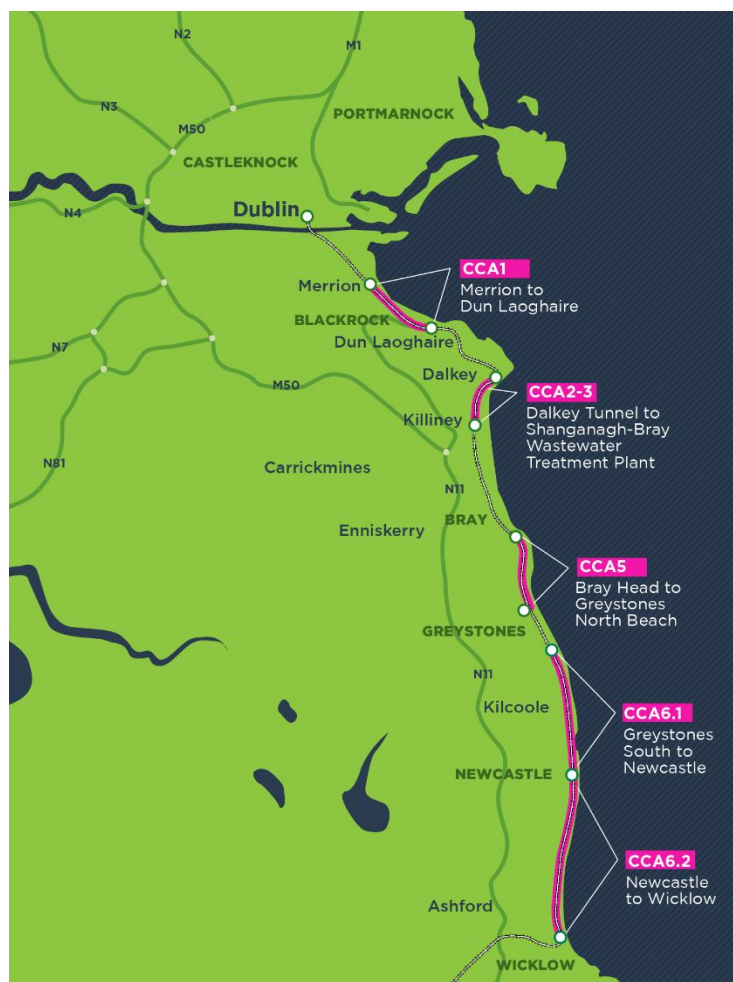 N2
M1
N3
PORTMARNOCK
M50
CASTLEKNOCK
Dublin
N4
CCA1
Merrion to
Dun Laoghaire
Merrion
BLACKROCK
Dun Laoghaire
N7
Dalkey
M50
CCA2-3
Dalkey Tunnel to
Shanganagh-Bray
Wastewater
Treatment Plant
Killiney
N81
Carrickmines
N11
BRAY
Enniskerry
CCA5
Bray Head to
Greystones
North Beach
GREYSTONES
N11
Kilcoole
CCA6.1
Greystones
South to
Newcastle
NEWCASTLE
CCA6.2
Newcastle
to Wicklow
Ashford
WICKLOW